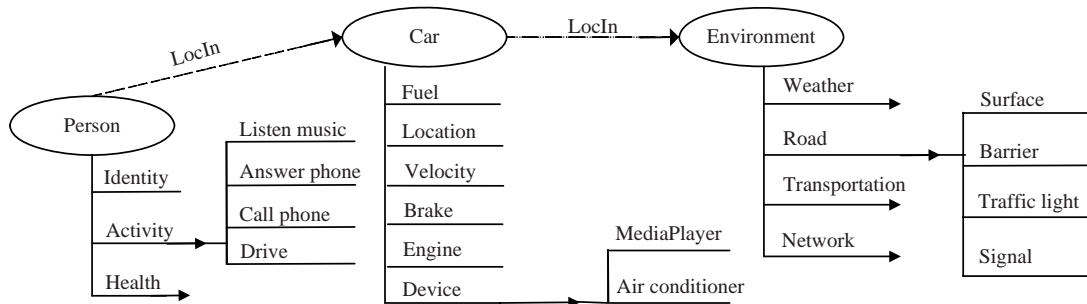 LocIn
Car
LocIn
Environment
Person
Identity
Activity
Health
Listen music
Answer phone
Call phone
Drive
Fuel
Location
Velocity
Brake
Engine
Device
MediaPlayer
Air conditioner
Weather
Road
Transportation
Network
Surface
Barrier
Traffic light
Signal